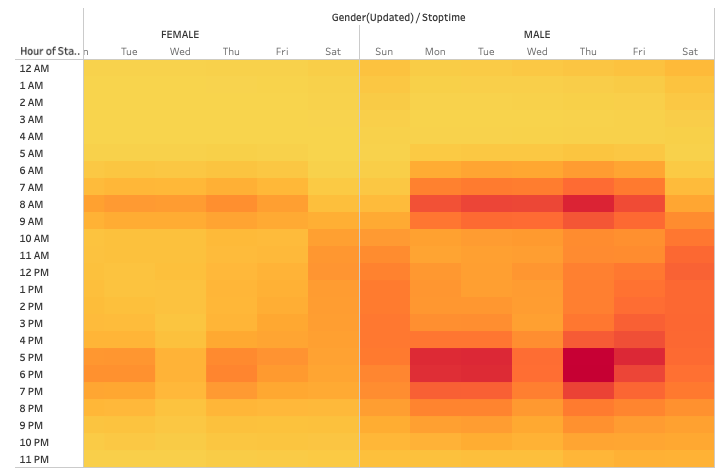 Gender(Updated) / Stoptime
FEMALE MALE
Hour of Sta.. n Tue Wed Thu Fri Sat Sun Mon Tue Wed Thu Fri Sat
12 AM
1 AM
2 AM
3 AM
4 AM
5 AM
6 AM
7 AM
8 AM
9 AM
10 AM
11 AM
12 PM
1 PM
2 PM
3 PM
4 PM
5 PM
6 PM
7 PM
8 PM
9 PM
10 PM
11 PM